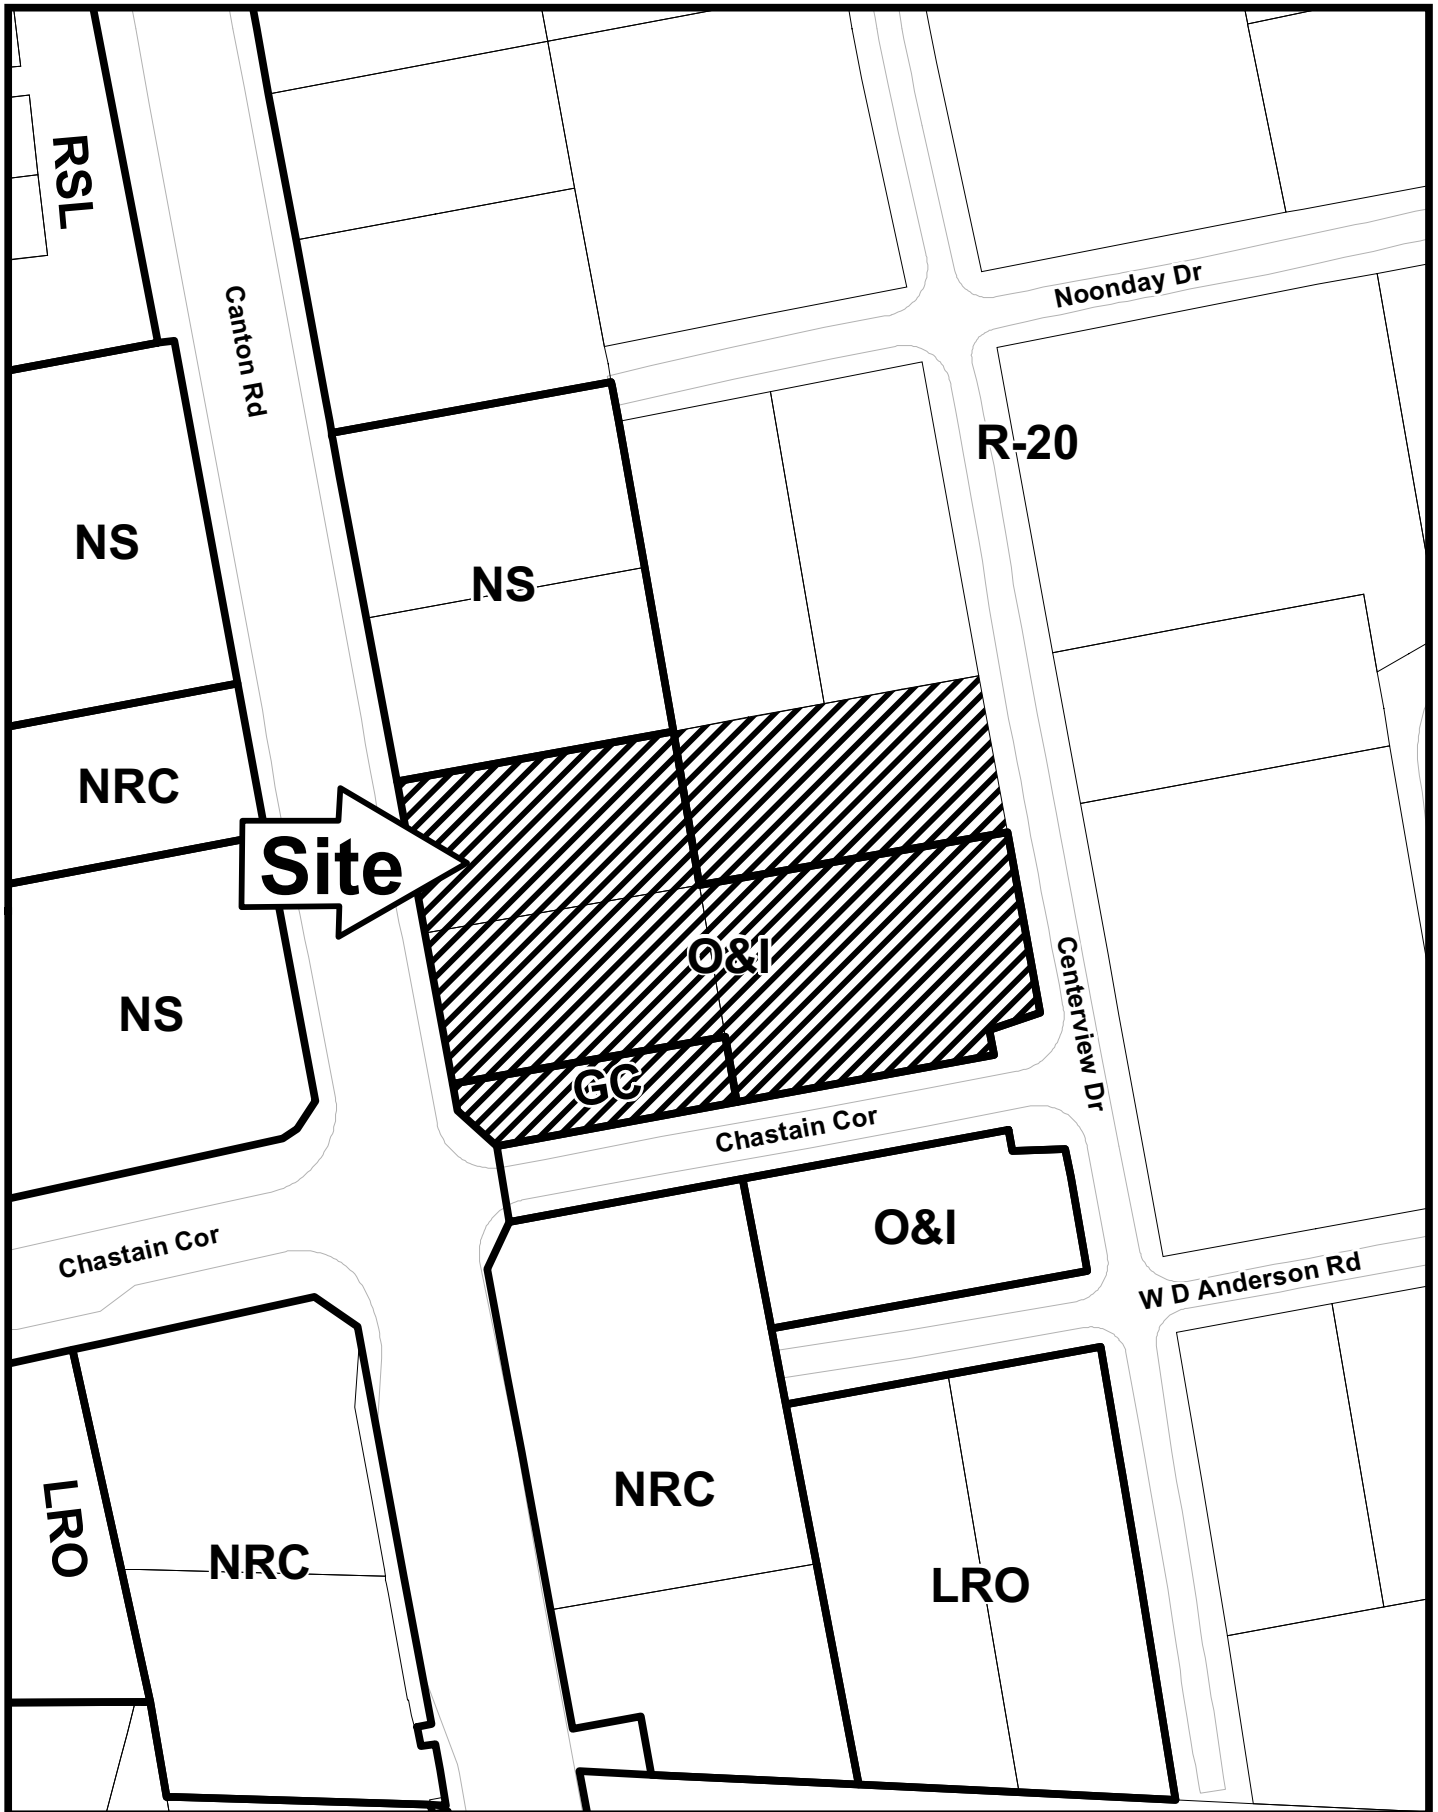 RSL
Noonday Dr
Canton Rd
R-20
NS
NS
NRC
Site
O&I
Centerview Dr
NS
GC
Chastain Cor
O&I
Chastain Cor
W D Anderson Rd
NRC
LRO
NRC
LRO